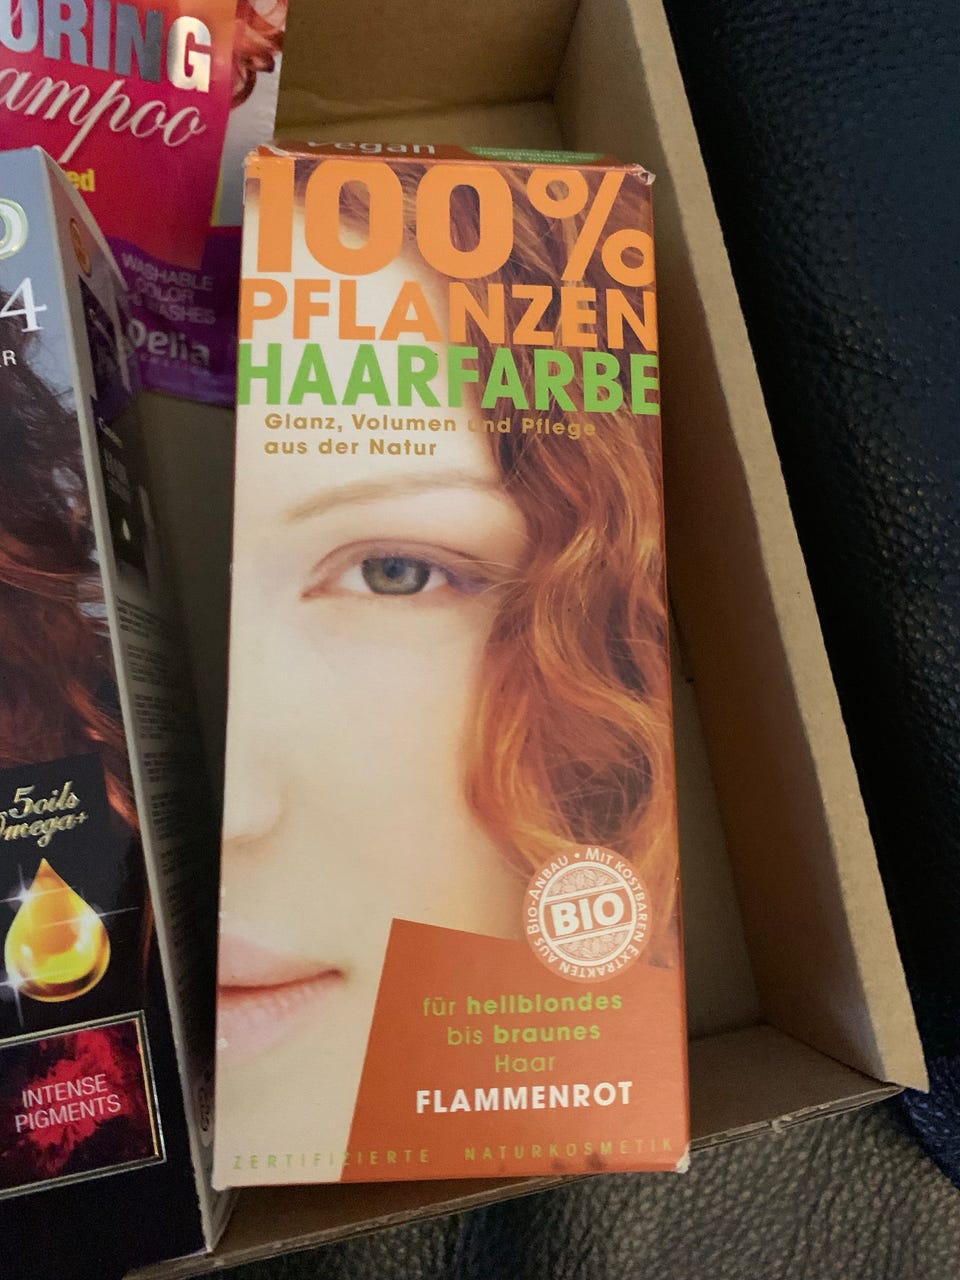 ORING
ampoo
ed
WASHABLE
COLOR
Delia
4
R
5oils
Omega+
INTENSE
PIGMENTS
Vegan
100%
PFLANZEN
HAARFARBE
Glanz, Volumen und Pflege
aus der Natur
AUS BIO-ANBAU • MIT KOSTBAREN EXTRAKTEN
BIO
für hellblondes
bis braunes
Haar
FLAMMENROT
ZERTIFIZIERTE NATURKOSMETIK